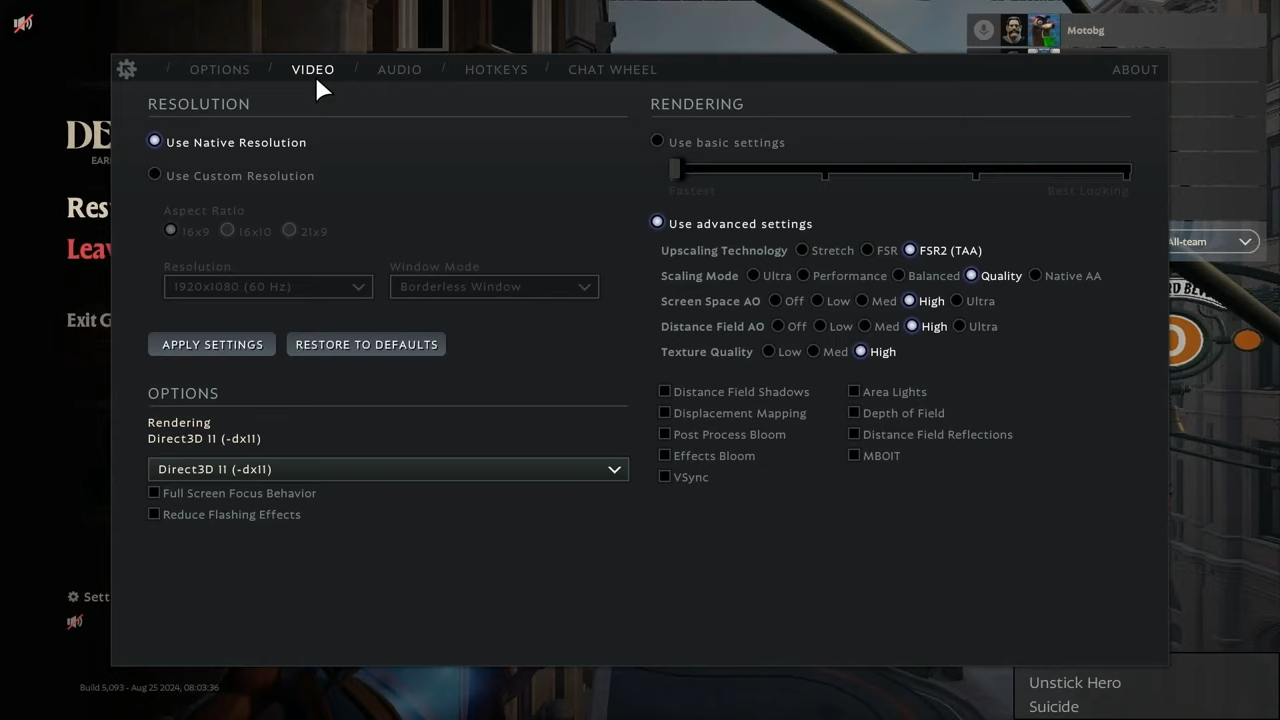 Motobg
OPTIONS / VIDEO / AUDIO / HOTKEYS / CHAT WHEEL
ABOUT
RESOLUTION
Use Native Resolution
Use Custom Resolution
Aspect Ratio
16x9 16x10 21x9
Resolution: Window Mode
1920x1080 (60 Hz) Borderless Window
APPLY SETTINGS RESTORE TO DEFAULTS
OPTIONS
Rendering
Direct3D 11 (-dx11)
Direct3D 11 (-dx11)
Full Screen Focus Behavior
Reduce Flashing Effects
RENDERING
Use basic settings
Fastest Best Looking
Use advanced settings
Upscaling Technology Stretch FSR FSR2 (TAA)
Scaling Mode Ultra Performance Balanced Quality Native AA
Screen Space AO Off Low Med High Ultra
Distance Field AO Off Low Med High Ultra
Texture Quality Low Med High
Distance Field Shadows Area Lights
Displacement Mapping Depth of Field
Post Process Bloom Distance Field Reflections
Effects Bloom MBOIT
VSync
DE
EAR
Res
Leav
Exit G
Sett
Build 5,093 - Aug 25 2024, 08:03:36
All-team
Unstick Hero
Suicide